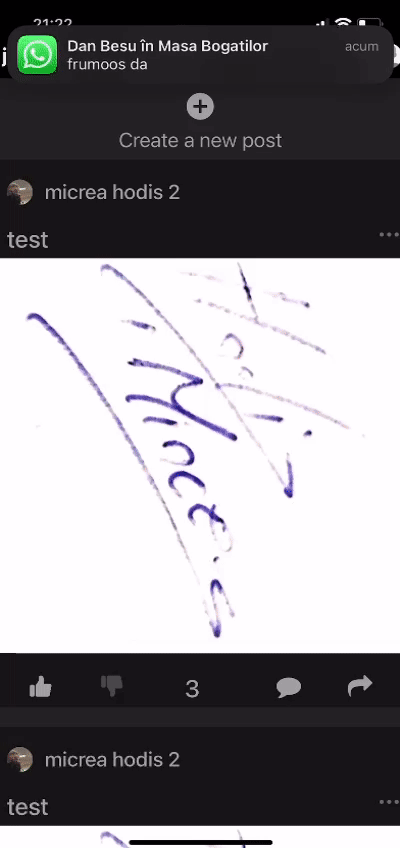 21:22
Dan Besu în Masa Bogatilor
acum
frumoos da
Create a new post
micrea hodis 2
test
3
micrea hodis 2
test